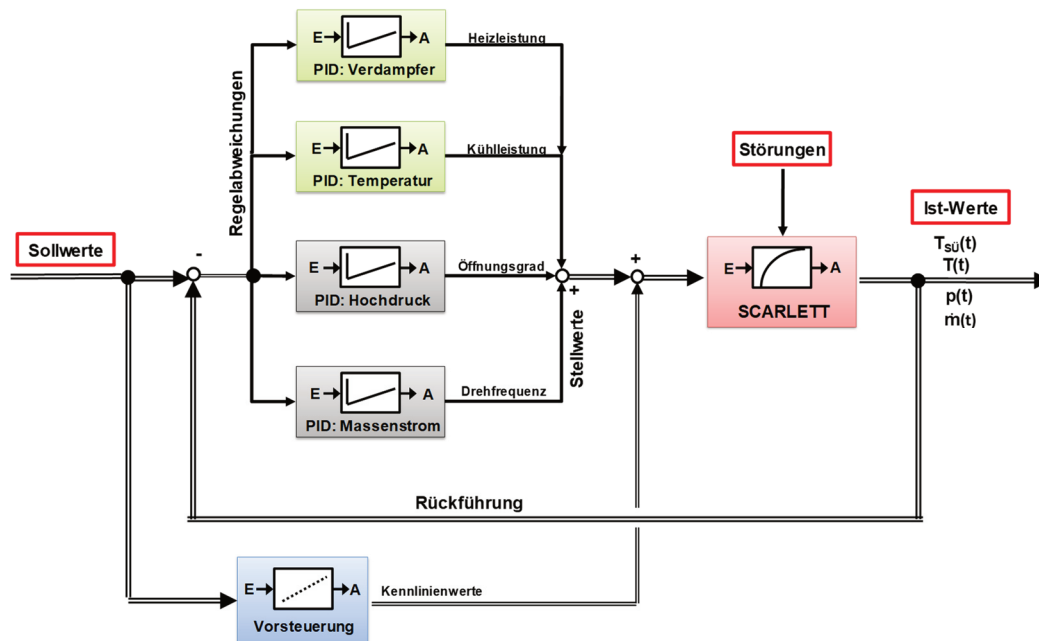 E A
PID: Verdampfer
Heizleistung
Regelabweichungen
E A
PID: Temperatur
Kühlleistung
Störungen
Sollwerte
-
E A
PID: Hochdruck
Öffnungsgrad
+
Stellwerte
+
E A
SCARLETT
Ist-Werte
TSÜ(t)
T(t)
p(t)
ṁ(t)
E A
PID: Massenstrom
Drehfrequenz
Rückführung
E A
Vorsteuerung
Kennlinienwerte